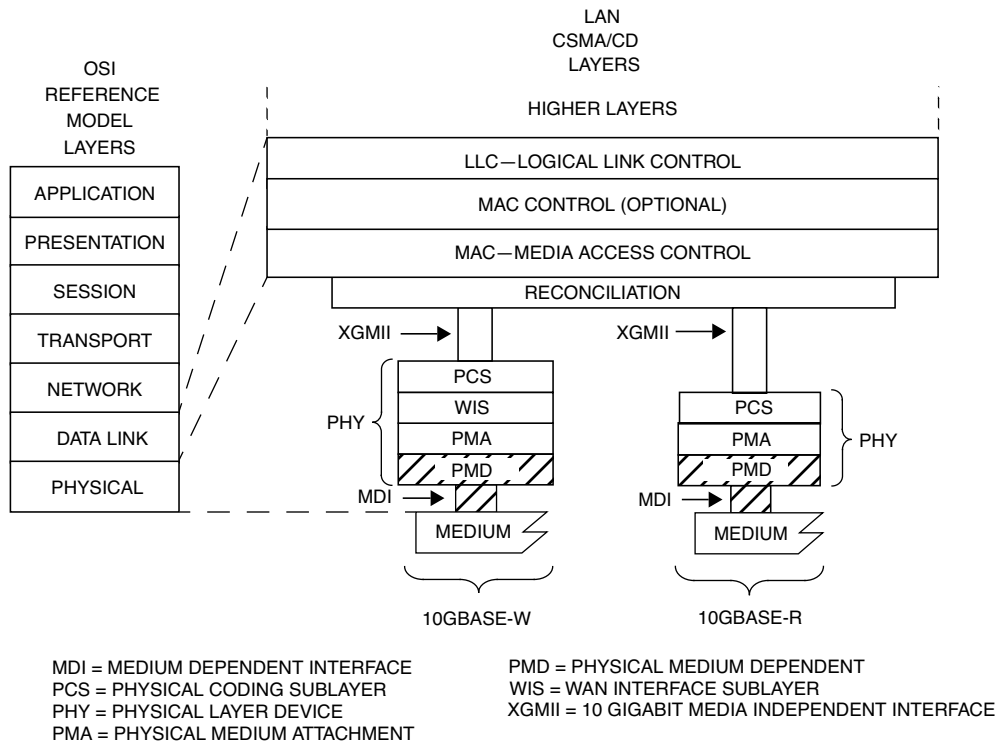 LAN
CSMA/CD
LAYERS
OSI
REFERENCE
MODEL
LAYERS
HIGHER LAYERS
LLC—LOGICAL LINK CONTROL
MAC CONTROL (OPTIONAL)
MAC—MEDIA ACCESS CONTROL
RECONCILIATION
APPLICATION
PRESENTATION
SESSION
TRANSPORT
NETWORK
DATA LINK
PHYSICAL
XGMII
PCS
WIS
PMA
PMD
PHY
MDI
MEDIUM
10GBASE-W
XGMII
PCS
PMA
PMD
PHY
MDI
MEDIUM
10GBASE-R
MDI = MEDIUM DEPENDENT INTERFACE
PCS = PHYSICAL CODING SUBLAYER
PHY = PHYSICAL LAYER DEVICE
PMA = PHYSICAL MEDIUM ATTACHMENT
PMD = PHYSICAL MEDIUM DEPENDENT
WIS = WAN INTERFACE SUBLAYER
XGMII = 10 GIGABIT MEDIA INDEPENDENT INTERFACE